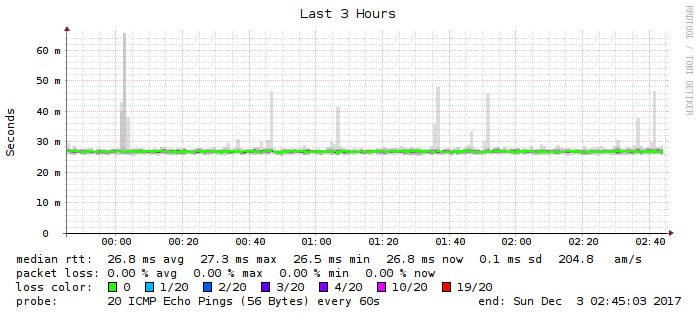 Last 3 Hours
RRDTOOL / TOBI OETIKER
Seconds
60 m
50 m
40 m
30 m
20 m
10 m
0
00:00 00:20 00:40 01:00 01:20 01:40 02:00 02:20 02:40
median rtt: 26.8 ms avg 27.3 ms max 26.5 ms min 26.8 ms now 0.1 ms sd 204.8 am/s
packet loss: 0.00 % avg 0.00 % max 0.00 % min 0.00 % now
loss color: 0 1/20 2/20 3/20 4/20 10/20 19/20
probe: 20 ICMP Echo Pings (56 Bytes) every 60s end: Sun Dec 3 02:45:03 2017